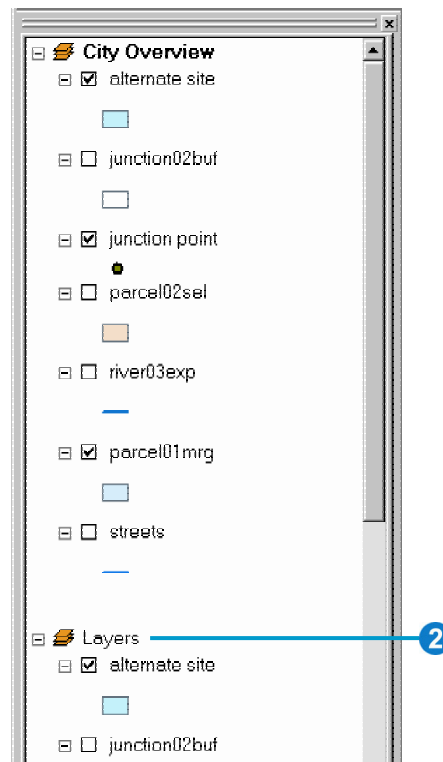 City Overview
alternate site
junction02buf
junction point
parcel02sel
river03exp
parcel01mrg
streets
Layers
2
alternate site
junction02buf